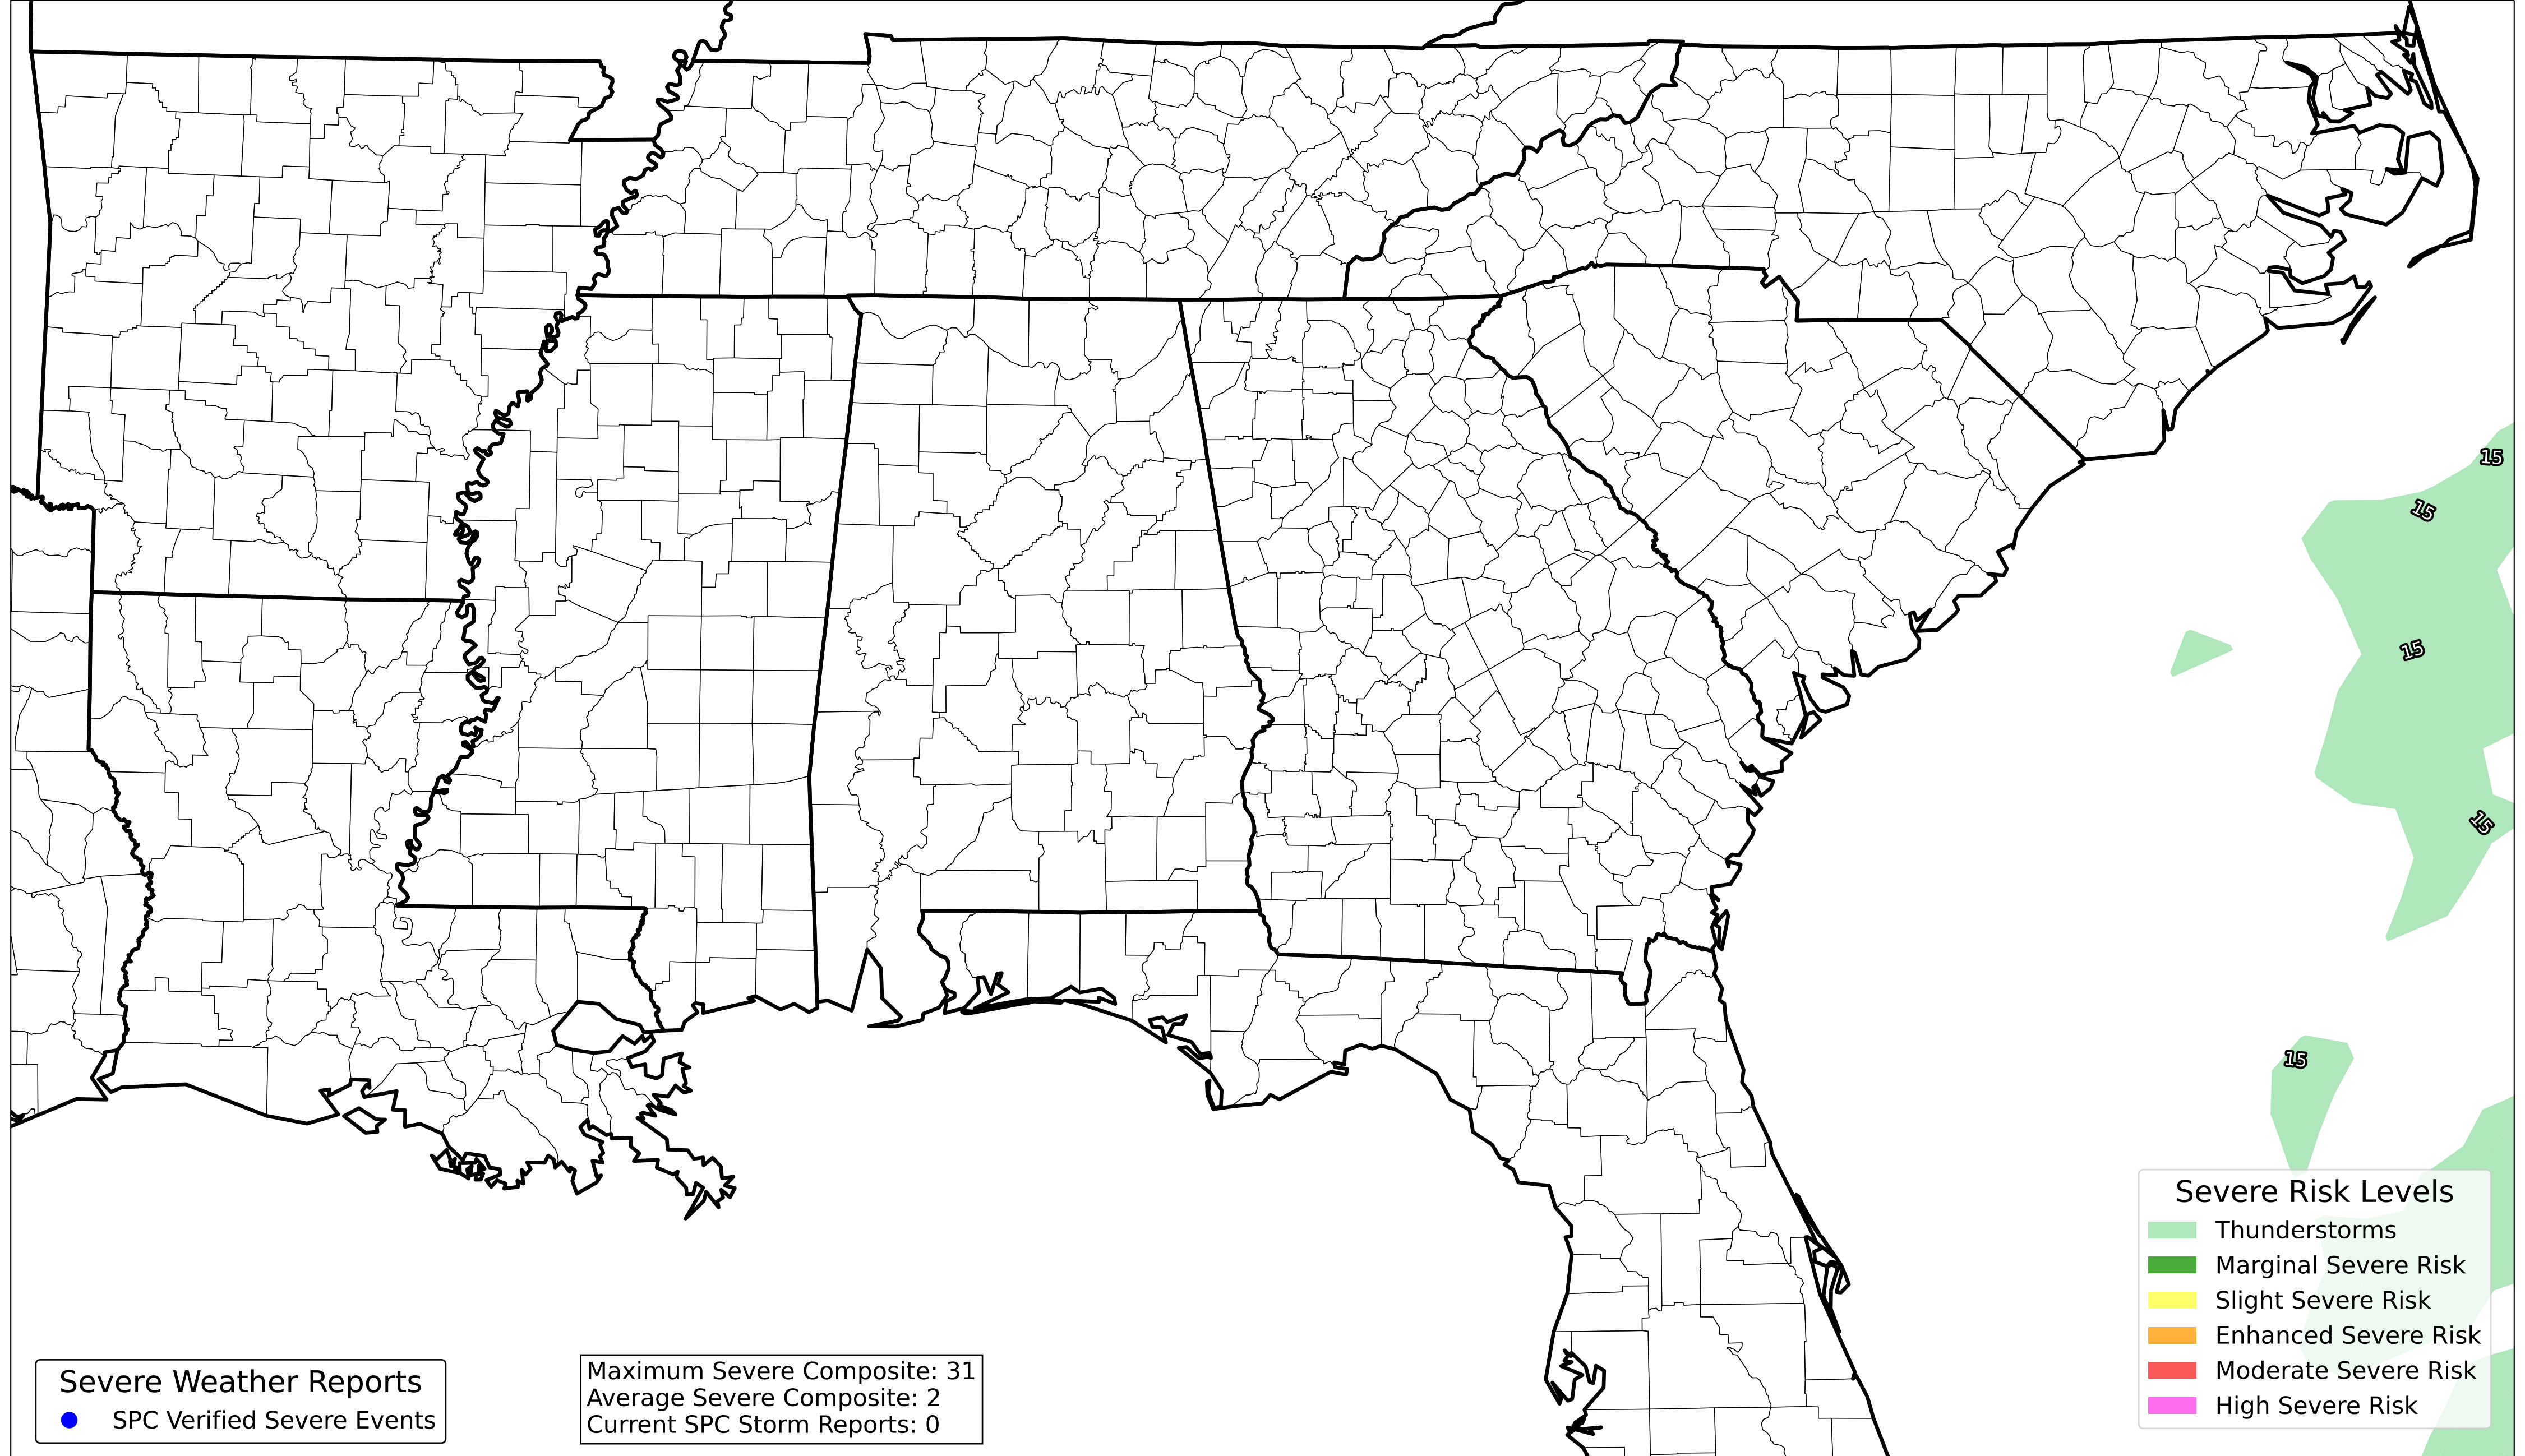 15
15
15
15
15
Severe Risk Levels
Thunderstorms
Marginal Severe Risk
Slight Severe Risk
Enhanced Severe Risk
Moderate Severe Risk
High Severe Risk
Severe Weather Reports
SPC Verified Severe Events
Maximum Severe Composite: 31
Average Severe Composite: 2
Current SPC Storm Reports: 0